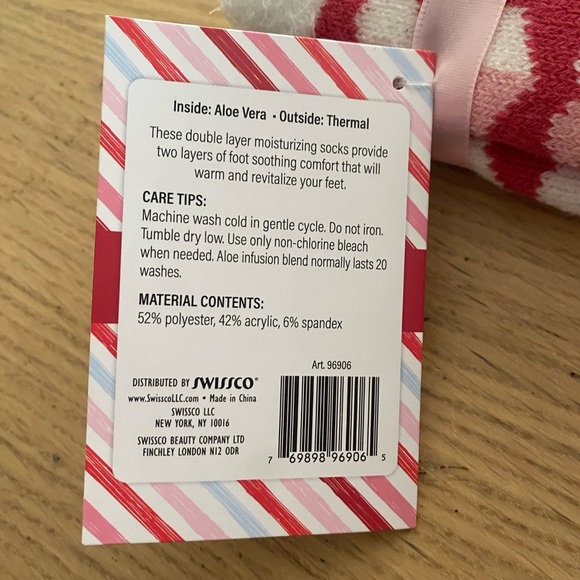 Inside: Aloe Vera • Outside: Thermal
These double layer moisturizing socks provide
two layers of foot soothing comfort that will
warm and revitalize your feet.
CARE TIPS:
Machine wash cold in gentle cycle. Do not iron.
Tumble dry low. Use only non-chlorine bleach
when needed. Aloe infusion blend normally lasts 20
washes.
MATERIAL CONTENTS:
52% polyester, 42% acrylic, 6% spandex
Art. 96906
DISTRIBUTED BY SWISSCO®
www.SwisscoLLC.com • Made in China
SWISSCO LLC
NEW YORK, NY 10016
SWISSCO BEAUTY COMPANY LTD
FINCHLEY LONDON N12 0DR
7 69898 96906 5